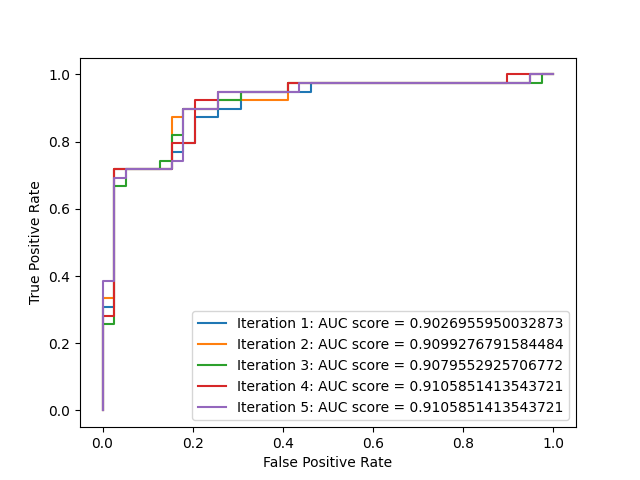 1.0
0.8
0.6
0.4
0.2
0.0
True Positive Rate
Iteration 1: AUC score = 0.9026955950032873
Iteration 2: AUC score = 0.9099276791584484
Iteration 3: AUC score = 0.9079552925706772
Iteration 4: AUC score = 0.9105851413543721
Iteration 5: AUC score = 0.9105851413543721
0.0 0.2 0.4 0.6 0.8 1.0
False Positive Rate